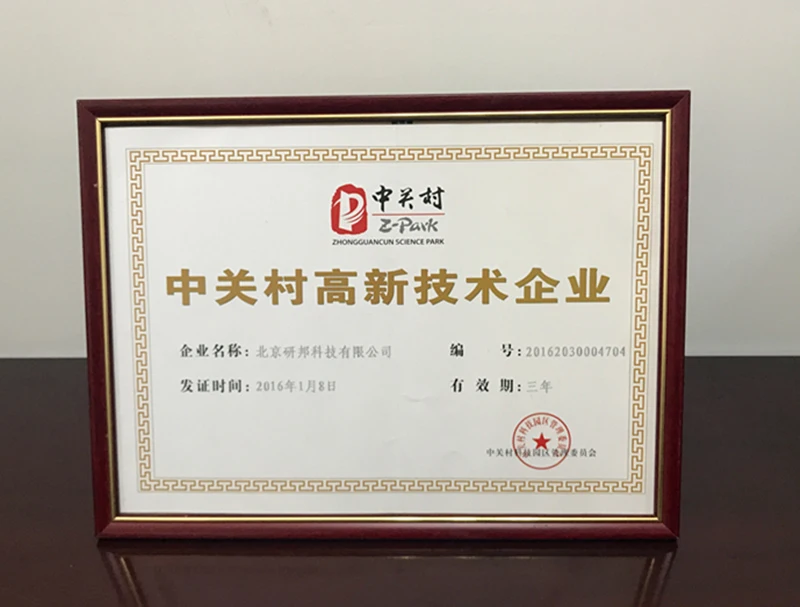 中关村
Z-Park
ZHONGGUANCUN SCIENCE PARK
中关村高新技术企业
企业名称: 北京研邦科技有限公司 编 号: 20162030004704
发证时间: 2016年1月8日 有 效 期: 三年
中关村科技园区管理委员会